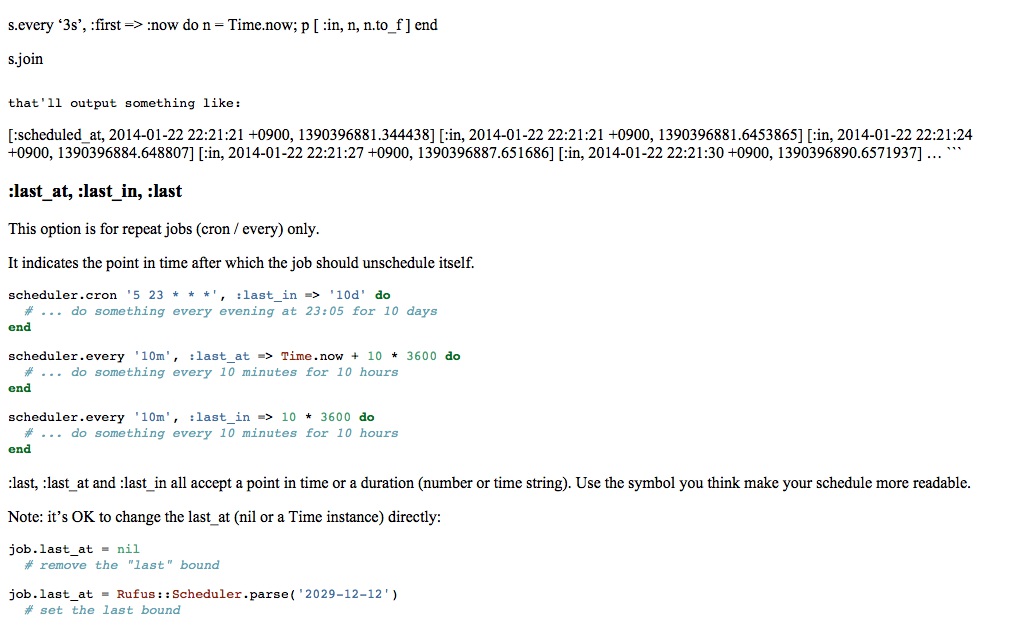 s.every ‘3s’, :first => :now do n = Time.now; p [ :in, n, n.to_f ] end
s.join
that'll output something like:
[:scheduled_at, 2014-01-22 22:21:21 +0900, 1390396881.344438] [:in, 2014-01-22 22:21:21 +0900, 1390396881.6453865] [:in, 2014-01-22 22:21:24
+0900, 1390396884.648807] [:in, 2014-01-22 22:21:27 +0900, 1390396887.651686] [:in, 2014-01-22 22:21:30 +0900, 1390396890.6571937] … ```
:last_at, :last_in, :last
This option is for repeat jobs (cron / every) only.
It indicates the point in time after which the job should unschedule itself.
scheduler.cron '5 23 * * *', :last_in => '10d' do
  # ... do something every evening at 23:05 for 10 days
end
scheduler.every '10m', :last_at => Time.now + 10 * 3600 do
  # ... do something every 10 minutes for 10 hours
end
scheduler.every '10m', :last_in => 10 * 3600 do
  # ... do something every 10 minutes for 10 hours
end
:last, :last_at and :last_in all accept a point in time or a duration (number or time string). Use the symbol you think make your schedule more readable.
Note: it’s OK to change the last_at (nil or a Time instance) directly:
job.last_at = nil
  # remove the "last" bound
job.last_at = Rufus::Scheduler.parse('2029-12-12')
  # set the last bound